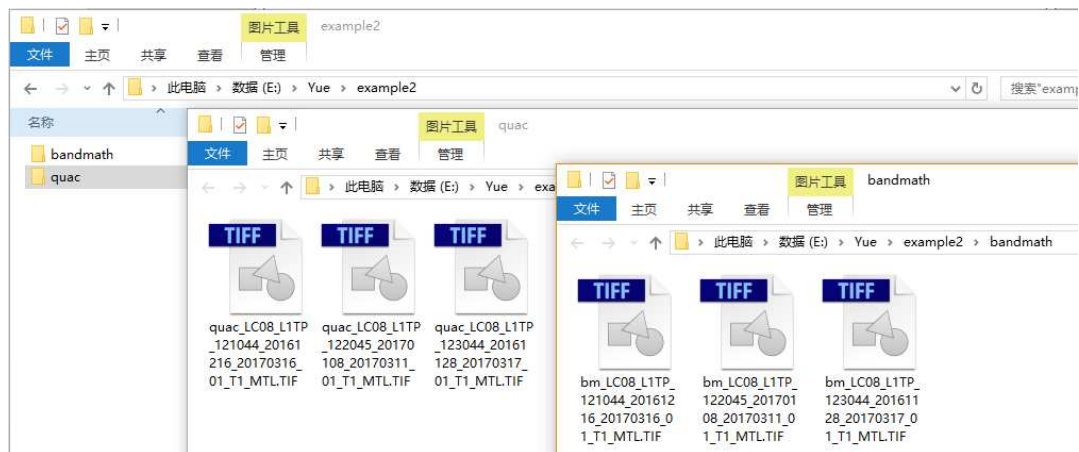 图片工具 example2
文件 主页 共享 查看 管理
此电脑 > 数据 (E:) > Yue > example2
搜索"examp
名称
bandmath
quac
图片工具 quac
文件 主页 共享 查看 管理
此电脑 > 数据 (E:) > Yue > exa
TIFF TIFF TIFF
quac_LC08_L1TP quac_LC08_L1TP quac_LC08_L1TP
_121044_20161 _122045_20170 _123044_20161
216_20170316_ 108_20170311_ 128_20170317_
01_T1_MTL.TIF 01_T1_MTL.TIF 01_T1_MTL.TIF
图片工具 bandmath
文件 主页 共享 查看 管理
此电脑 > 数据 (E:) > Yue > example2 > bandmath
TIFF TIFF TIFF
bm_LC08_L1TP_ bm_LC08_L1TP_ bm_LC08_L1TP_
121044_201612 122045_201701 123044_201611
16_20170316_0 08_20170311_0 28_20170317_0
1_T1_MTL.TIF 1_T1_MTL.TIF 1_T1_MTL.TIF